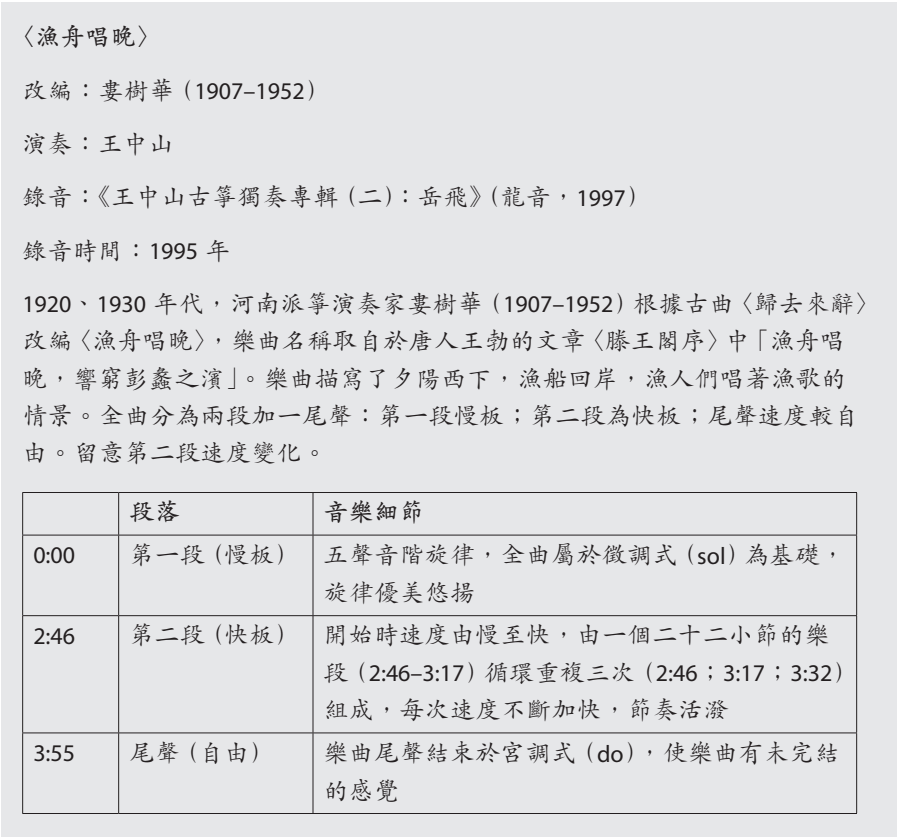 〈漁舟唱晚〉
改編：婁樹華（1907–1952）
演奏：王中山
錄音：《王中山古箏獨奏專輯（二）：岳飛》（龍音，1997）
錄音時間：1995 年
1920、1930 年代，河南派箏演奏家婁樹華（1907–1952）根據古曲〈歸去來辭〉
改編〈漁舟唱晚〉，樂曲名稱取自於唐人王勃的文章〈滕王閣序〉中「漁舟唱
晚，響窮彭蠡之濱」。樂曲描寫了夕陽西下，漁船回岸，漁人們唱著漁歌的
情景。全曲分為兩段加一尾聲：第一段慢板；第二段為快板；尾聲速度較自
由。留意第二段速度變化。
段落 音樂細節
0:00 第一段（慢板） 五聲音階旋律，全曲屬於徵調式（sol）為基礎，
旋律優美悠揚
2:46 第二段（快板） 開始時速度由慢至快，由一個二十二小節的樂
段（2:46–3:17）循環重複三次（2:46；3:17；3:32）
組成，每次速度不斷加快，節奏活潑
3:55 尾聲（自由） 樂曲尾聲結束於宮調式（do），使樂曲有未完結
的感覺